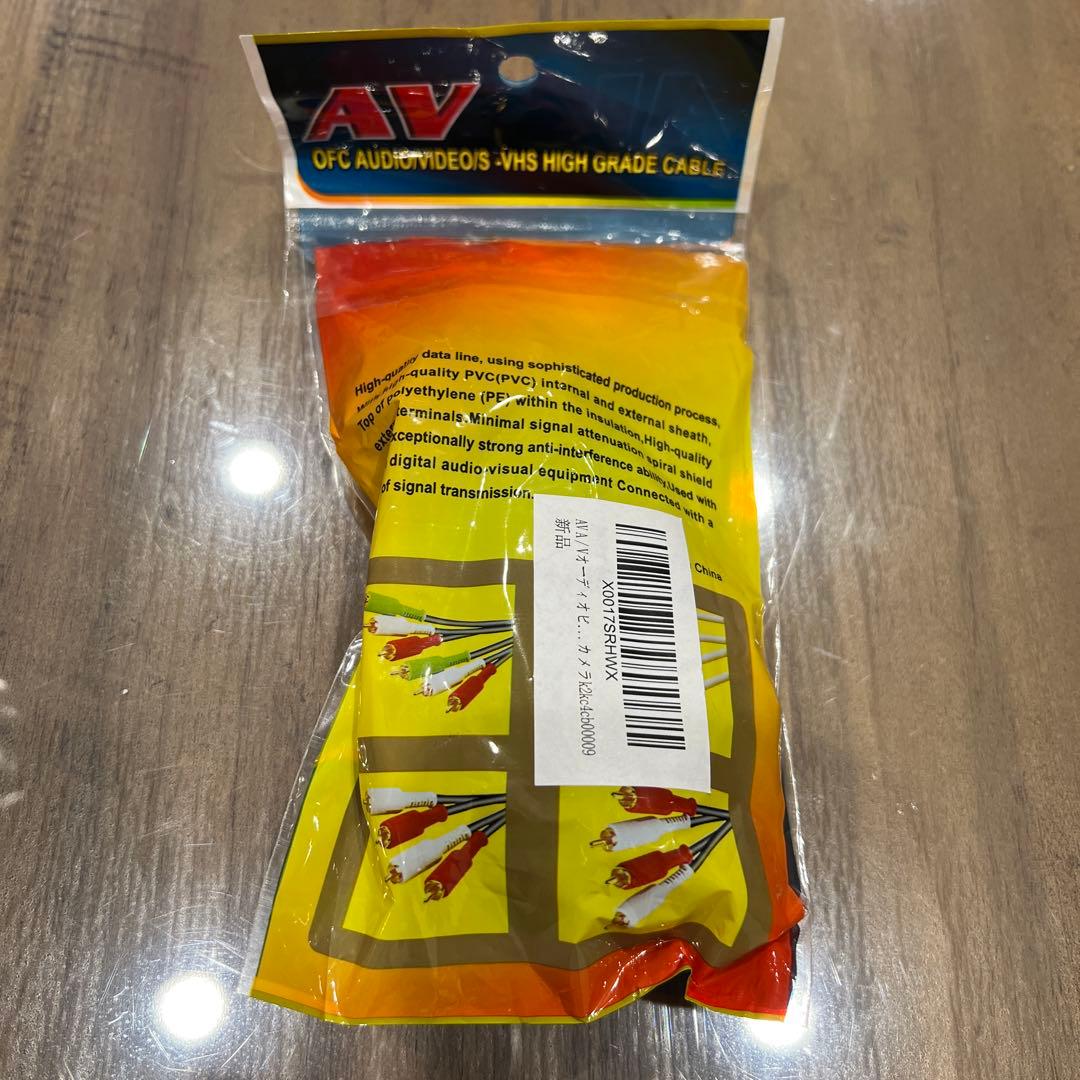 AV
OFC AUDIO/VIDEO/S -VHS HIGH GRADE CABLE
High-quality data line, using sophisticated production process,
With high-quality PVC(PVC) internal and external sheath,
Top of polyethylene (PE) within the insulation,High-quality
exte terminals,Minimal signal attenuation spiral shield
exceptionally strong anti-interference ability,Used with
digital audio-visual equipment Connected with a
of signal transmission.
China
X0017SRHWX
AV A/Vオーディオビ...カメラk2kc4cb00009
新品